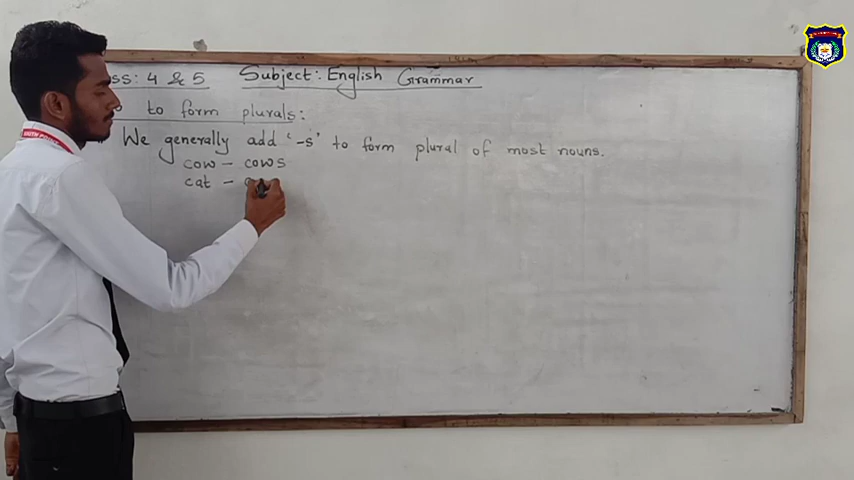 ss: 4 & 5 Subject: English Grammar
to form plurals:
We generally add '-s' to form plural of most nouns.
cow - cows
cat -